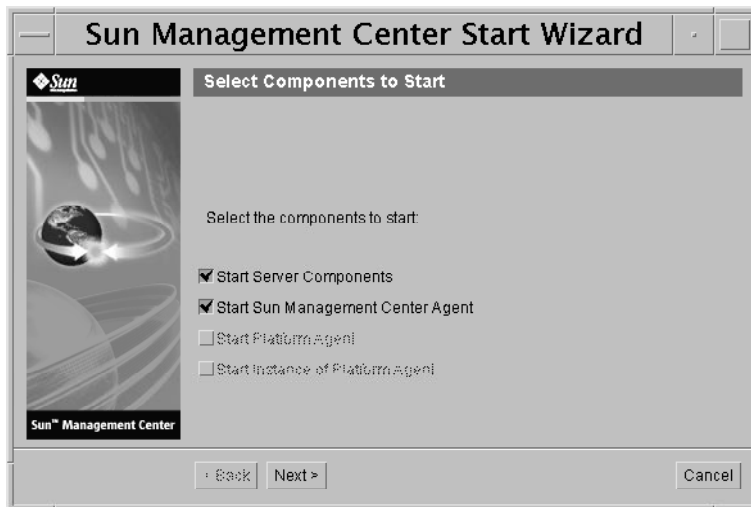 Sun Management Center Start Wizard
Sun
Select Components to Start
Select the components to start:
Start Server Components
Start Sun Management Center Agent
Start Platform Agent
Start Instance of Platform Agent
Sun™ Management Center
< Back
Next >
Cancel